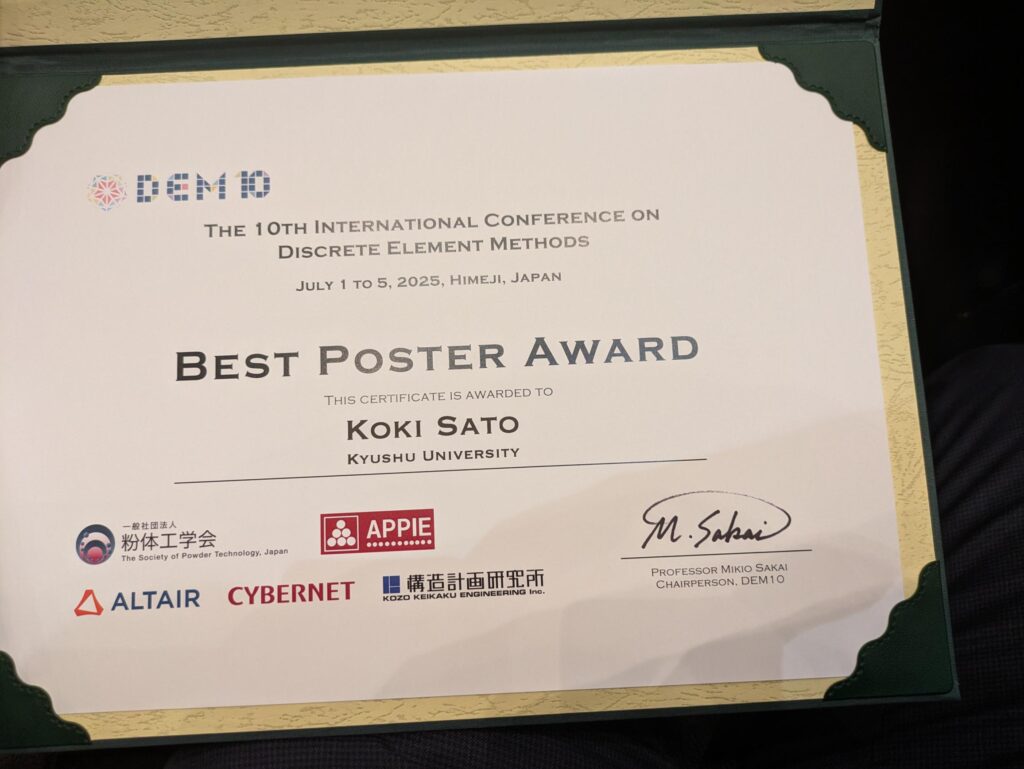 DEM10
The 10th International Conference on
Discrete Element Methods
July 1 to 5, 2025, Himeji, Japan
Best Poster Award
This certificate is awarded to
Koki Sato
Kyushu University
一般社団法人
粉体工学会
The Society of Powder Technology, Japan
APPIE
ALTAIR
CYBERNET
構造計画研究所
KOZO KEIKAKU ENGINEERING Inc.
M. Sakai
Professor Mikio Sakai
Chairperson, DEM10